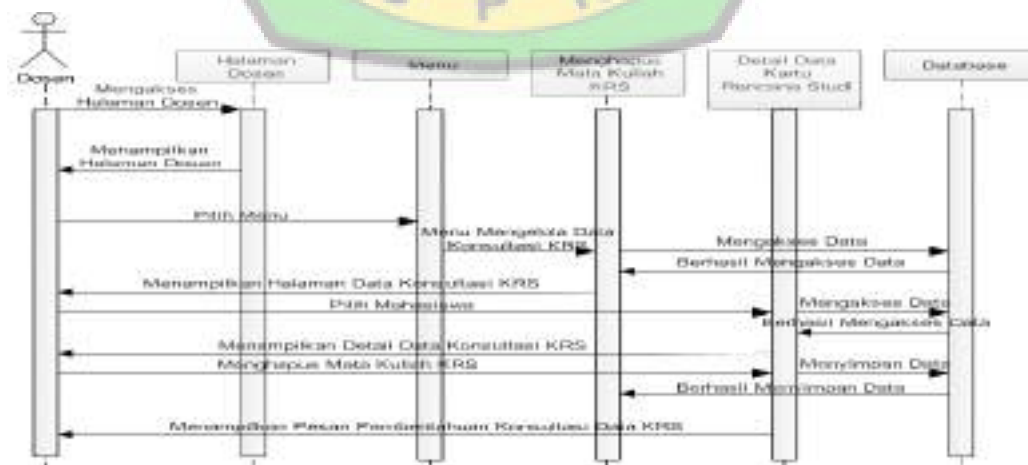 Dosen
Halaman
Dosen
Menu
Menghapus
Mata Kuliah
KRS
Detail Data
Kartu
Rencana Studi
Database
Mengakses
Halaman Dosen
Menampilkan
Halaman Dosen
Pilih Menu
Menu Mengelola Data
Konsultasi KRS
Mengakses Data
Berhasil Mengakses Data
Menampilkan Halaman Data Konsultasi KRS
Pilih Mahasiswa
Mengakses Data
Berhasil Mengakses Data
Menampilkan Detail Data Konsultasi KRS
Menghapus Mata Kuliah KRS
Menyimpan Data
Berhasil Menyimpan Data
Menampilkan Pesan Pemberitahuan Konsultasi Data KRS